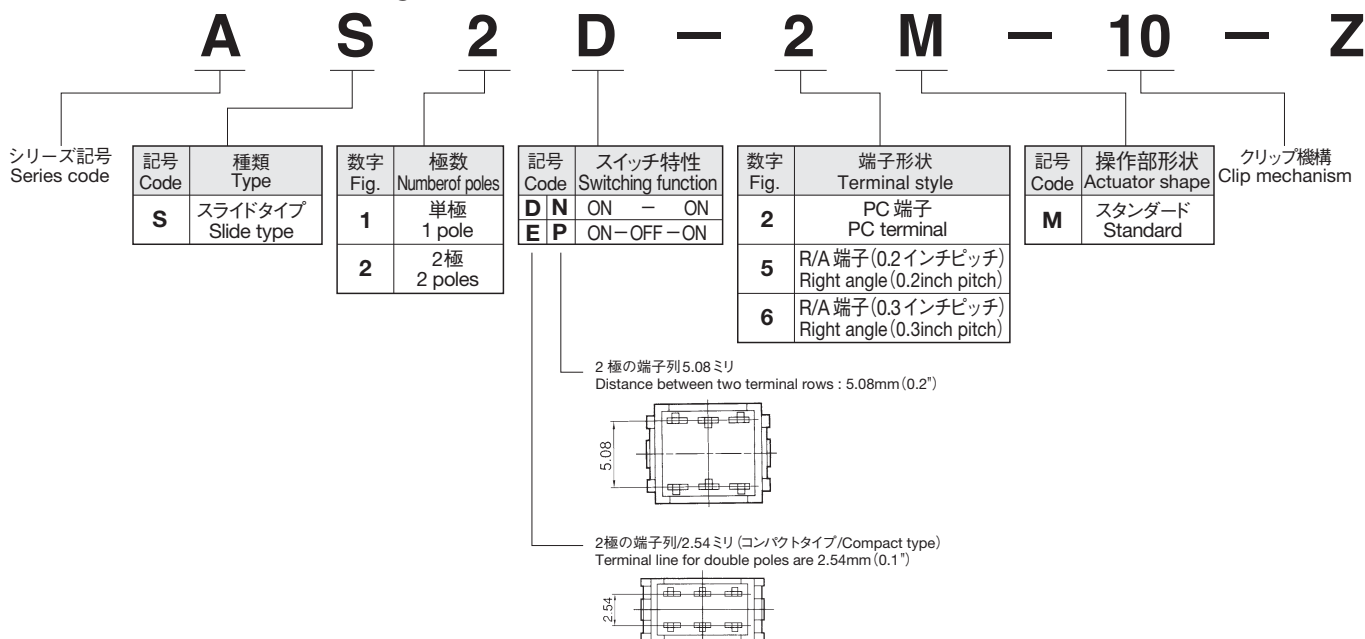 A S 2 D － 2 M － 10 － Z
シリーズ記号
Series code
記号 種類
Code Type
S スライドタイプ
Slide type
数字 極数
Fig. Numberof poles
1 単極
1 pole
2 2極
2 poles
記号 スイッチ特性
Code Switching function
D N ON － ON
E P ON－OFF－ON
数字 端子形状
Fig. Terminal style
2 PC 端子
PC terminal
5 R/A 端子(0.2インチピッチ)
Right angle(0.2inch pitch)
6 R/A 端子(0.3インチピッチ)
Right angle(0.3inch pitch)
記号 操作部形状
Code Actuator shape
M スタンダード
Standard
クリップ機構
Clip mechanism
2 極の端子列5.08ミリ
Distance between two terminal rows : 5.08mm(0.2")
5.08
2極の端子列/2.54ミリ (コンパクトタイプ/Compact type)
Terminal line for double poles are 2.54mm(0.1")
2.54